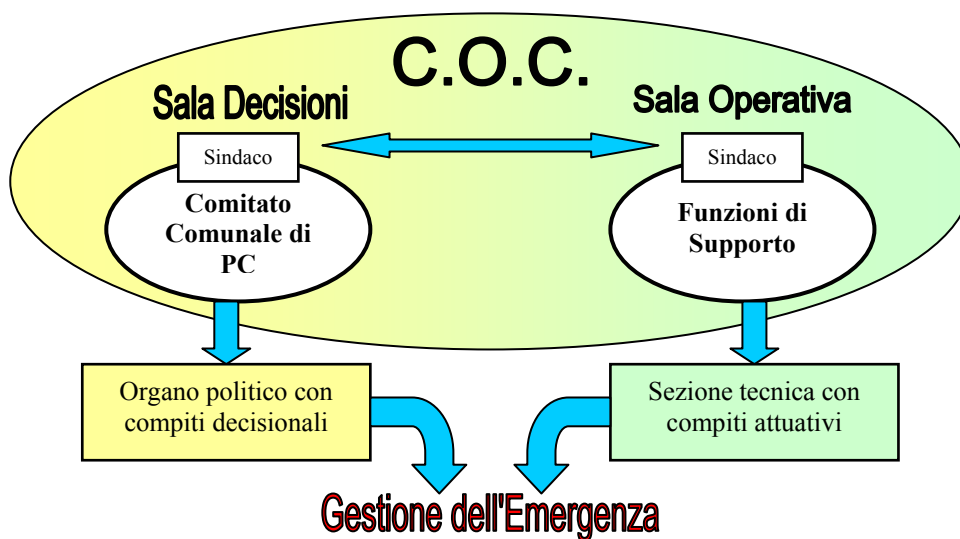 C.O.C.
Sala Decisioni
Sala Operativa
Sindaco
Comitato
Comunale di
PC
Sindaco
Funzioni di
Supporto
Organo politico con
compiti decisionali
Sezione tecnica con
compiti attuativi
Gestione dell'Emergenza